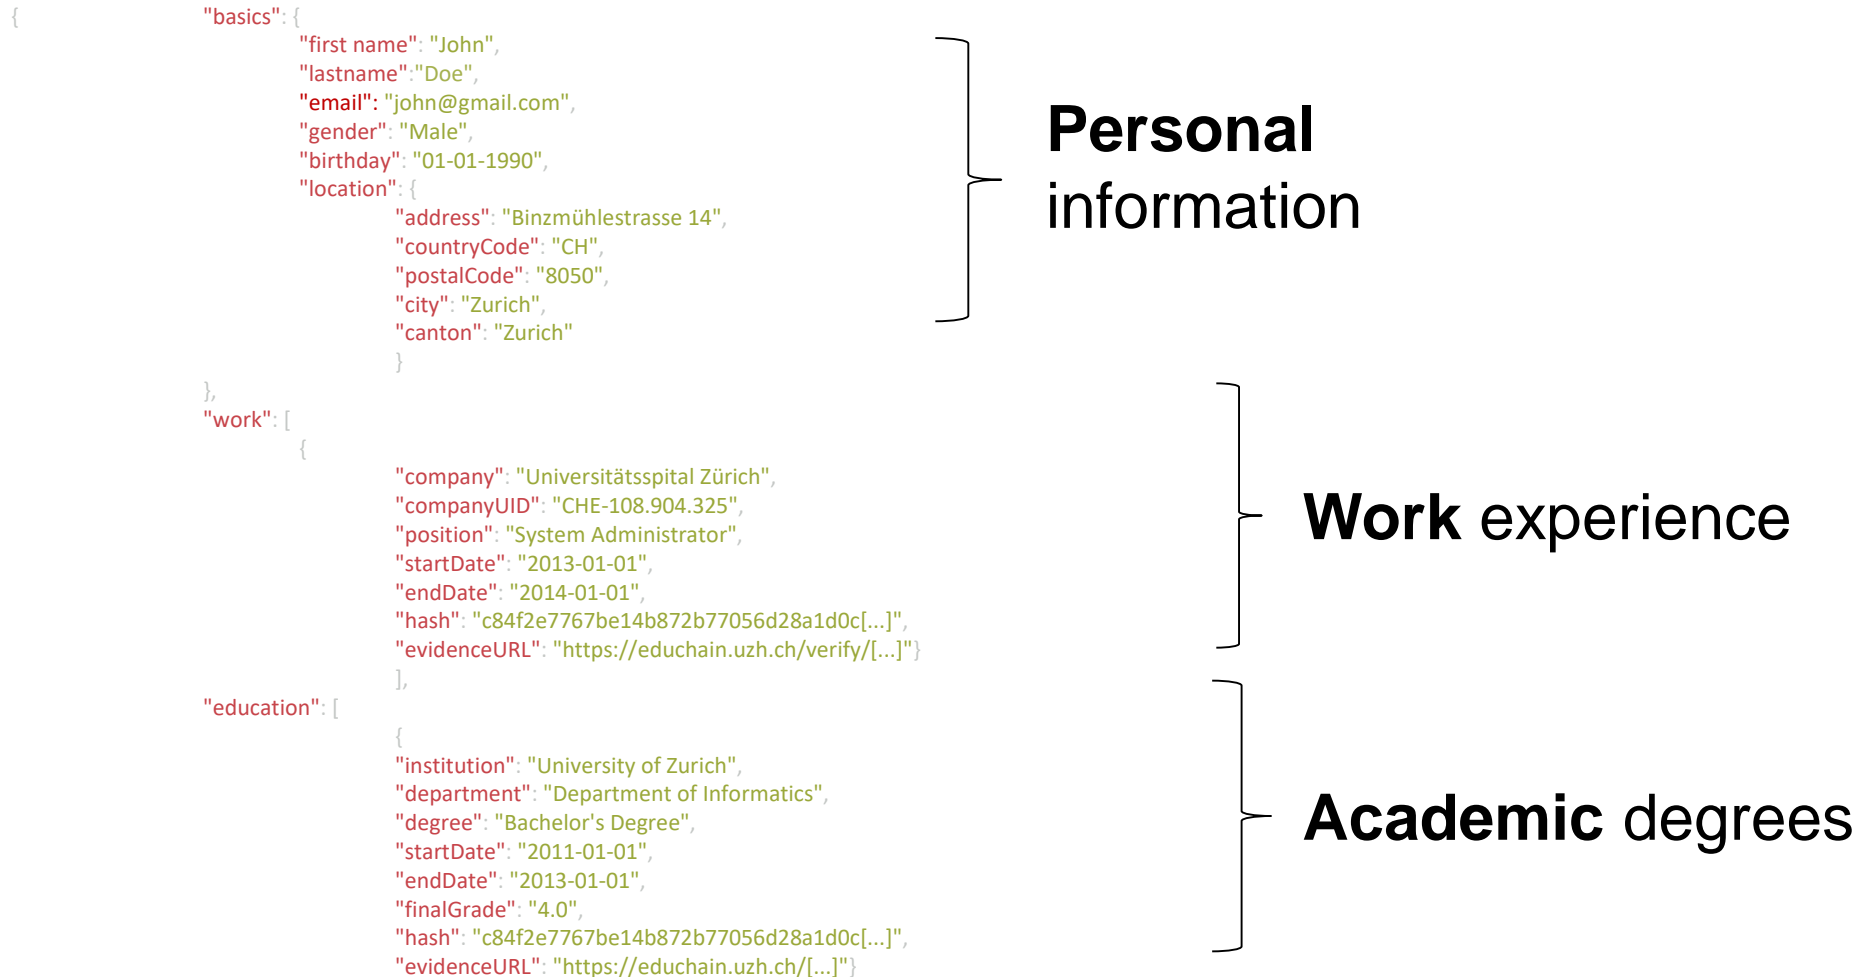 { "basics": {
"first name": "John",
"lastname":"Doe",
"email": "john@gmail.com",
"gender": "Male",
"birthday": "01-01-1990",
"location": {
"address": "Binzmühlestrasse 14",
"countryCode": "CH",
"postalCode": "8050",
"city": "Zurich",
"canton": "Zurich"
}
},
Personal
information
"work": [
{
"company": "Universitätsspital Zürich",
"companyUID": "CHE-108.904.325",
"position": "System Administrator",
"startDate": "2013-01-01",
"endDate": "2014-01-01",
"hash": "c84f2e7767be14b872b77056d28a1d0c[...]",
"evidenceURL": "https://educhain.uzh.ch/verify/[...]"}
],
Work experience
"education": [
{
"institution": "University of Zurich",
"department": "Department of Informatics",
"degree": "Bachelor's Degree",
"startDate": "2011-01-01",
"endDate": "2013-01-01",
"finalGrade": "4.0",
"hash": "c84f2e7767be14b872b77056d28a1d0c[...]",
"evidenceURL": "https://educhain.uzh.ch/[...]"}
Academic degrees